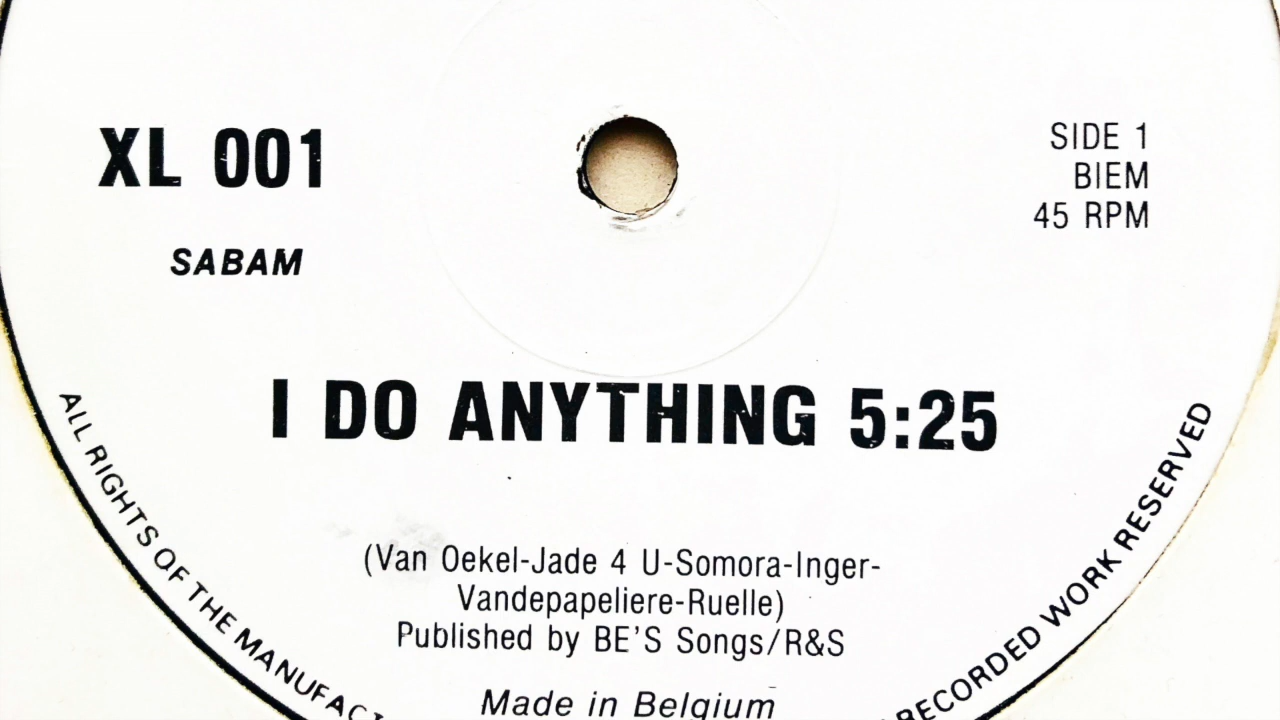 XL 001
SABAM
SIDE 1
BIEM
45 RPM
I DO ANYTHING 5:25
(Van Oekel-Jade 4 U-Somora-Inger-
Vandepapeliere-Ruelle)
Published by BE'S Songs/R&S
Made in Belgium
ALL RIGHTS OF THE MANUFACT
RECORDED WORK RESERVED